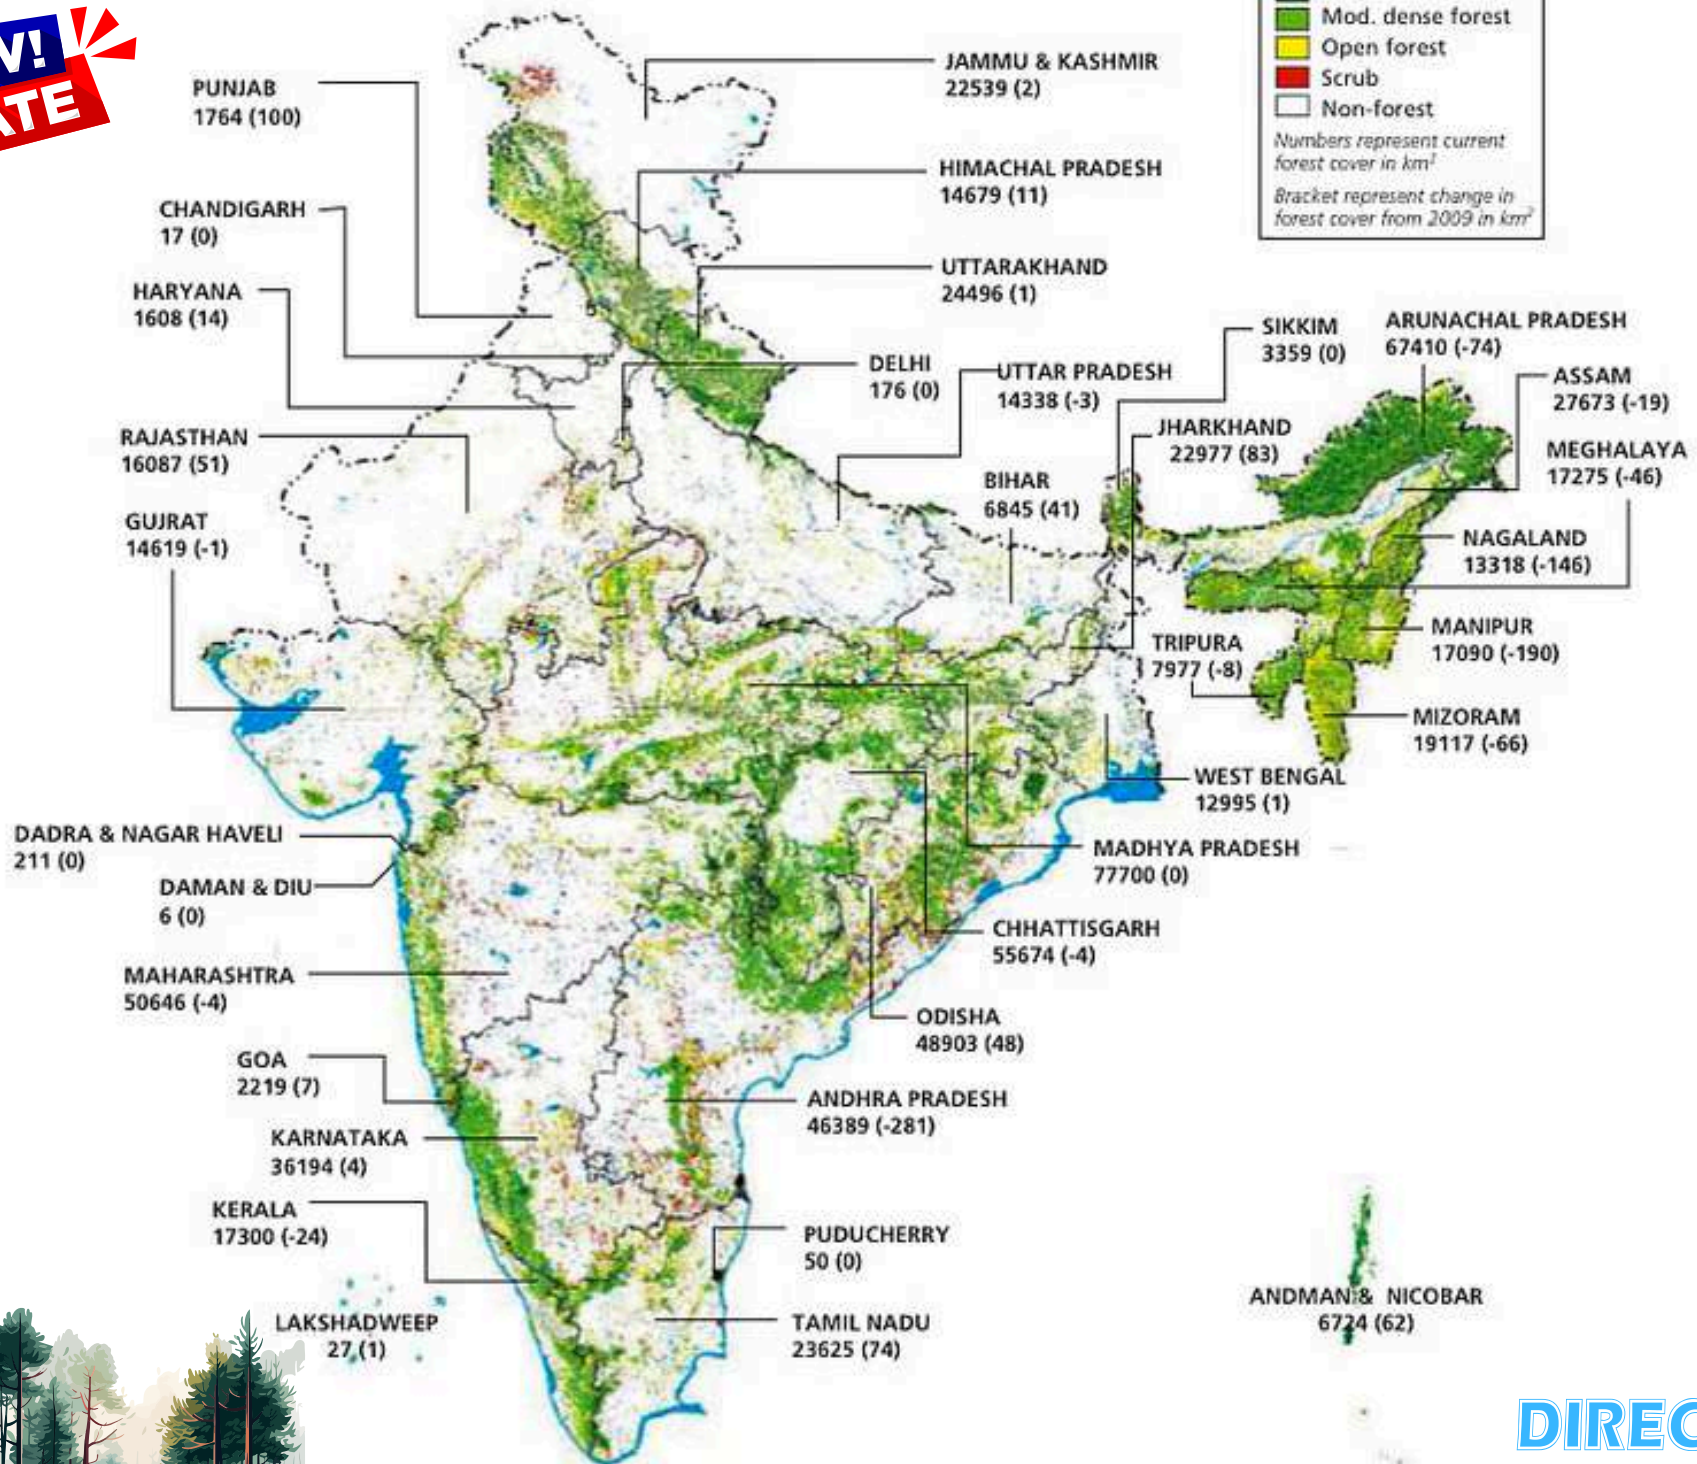 V!
ATE
Mod. dense forest
Open forest
Scrub
Non-forest
Numbers represent current
forest cover in km²
Bracket represent change in
forest cover from 2009 in km²
PUNJAB
1764 (100)
JAMMU & KASHMIR
22539 (2)
HIMACHAL PRADESH
14679 (11)
CHANDIGARH
17 (0)
UTTARAKHAND
24496 (1)
HARYANA
1608 (14)
SIKKIM
3359 (0)
ARUNACHAL PRADESH
67410 (-74)
DELHI
176 (0)
UTTAR PRADESH
14338 (-3)
ASSAM
27673 (-19)
RAJASTHAN
16087 (51)
JHARKHAND
22977 (83)
MEGHALAYA
17275 (-46)
BIHAR
6845 (41)
GUJRAT
14619 (-1)
NAGALAND
13318 (-146)
MANIPUR
17090 (-190)
TRIPURA
7977 (-8)
MIZORAM
19117 (-66)
WEST BENGAL
12995 (1)
DADRA & NAGAR HAVELI
211 (0)
MADHYA PRADESH
77700 (0)
DAMAN & DIU
6 (0)
CHHATTISGARH
55674 (-4)
MAHARASHTRA
50646 (-4)
ODISHA
48903 (48)
GOA
2219 (7)
ANDHRA PRADESH
46389 (-281)
KARNATAKA
36194 (4)
KERALA
17300 (-24)
PUDUCHERRY
50 (0)
LAKSHADWEEP
27 (1)
TAMIL NADU
23625 (74)
ANDMAN & NICOBAR
6724 (62)
DIREC